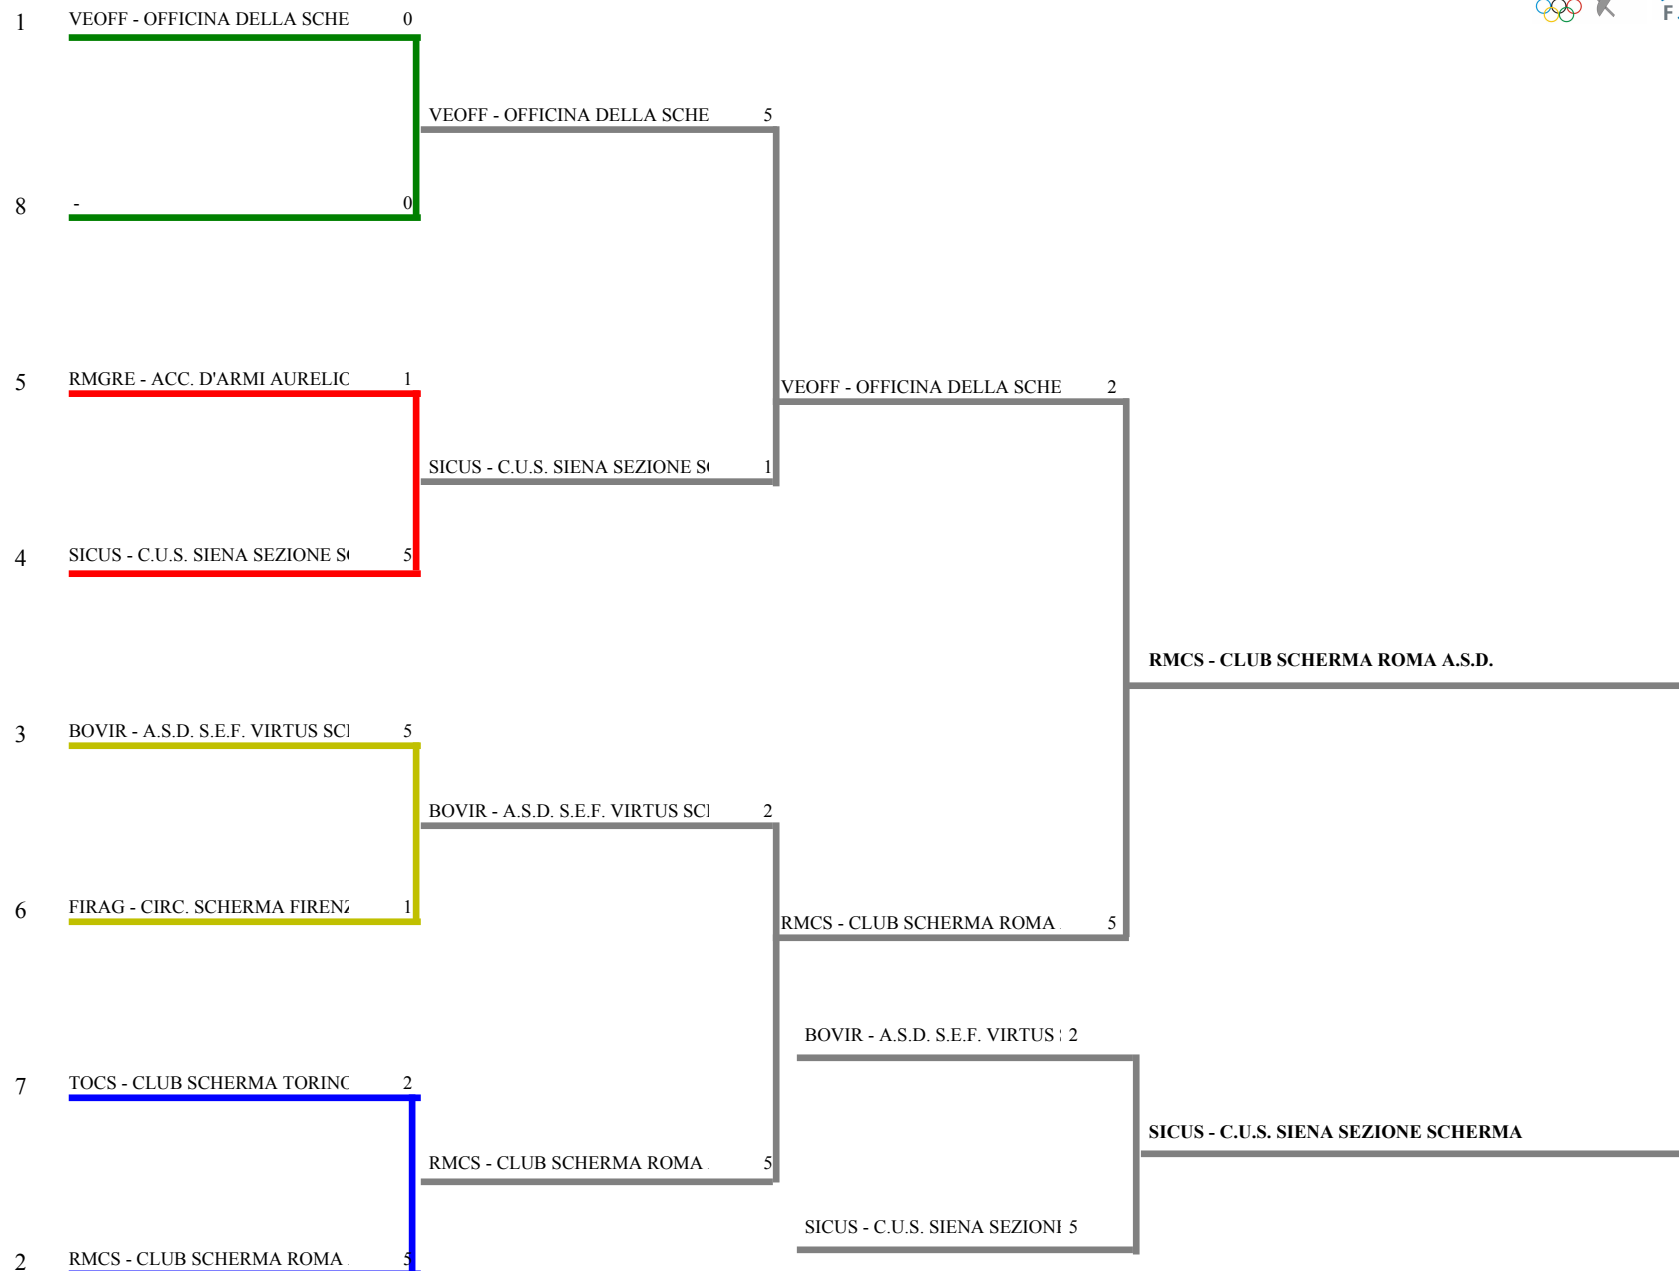 1 VEOFF - OFFICINA DELLA SCHE 0
F
VEOFF - OFFICINA DELLA SCHE 5
8 - 0
5 RMGRE - ACC. D'ARMI AURELIO 1
VEOFF - OFFICINA DELLA SCHE 2
SICUS - C.U.S. SIENA SEZIONE S 1
4 SICUS - C.U.S. SIENA SEZIONE S 5
RMCS - CLUB SCHERMA ROMA A.S.D.
3 BOVIR - A.S.D. S.E.F. VIRTUS SC 5
BOVIR - A.S.D. S.E.F. VIRTUS SC 2
6 FIRAG - CIRC. SCHERMA FIRENZ 1
RMCS - CLUB SCHERMA ROMA 5
BOVIR - A.S.D. S.E.F. VIRTUS 2
7 TOCS - CLUB SCHERMA TORINO 2
SICUS - C.U.S. SIENA SEZIONE SCHERMA
RMCS - CLUB SCHERMA ROMA 5
SICUS - C.U.S. SIENA SEZIONE 5
2 RMCS - CLUB SCHERMA ROMA 5